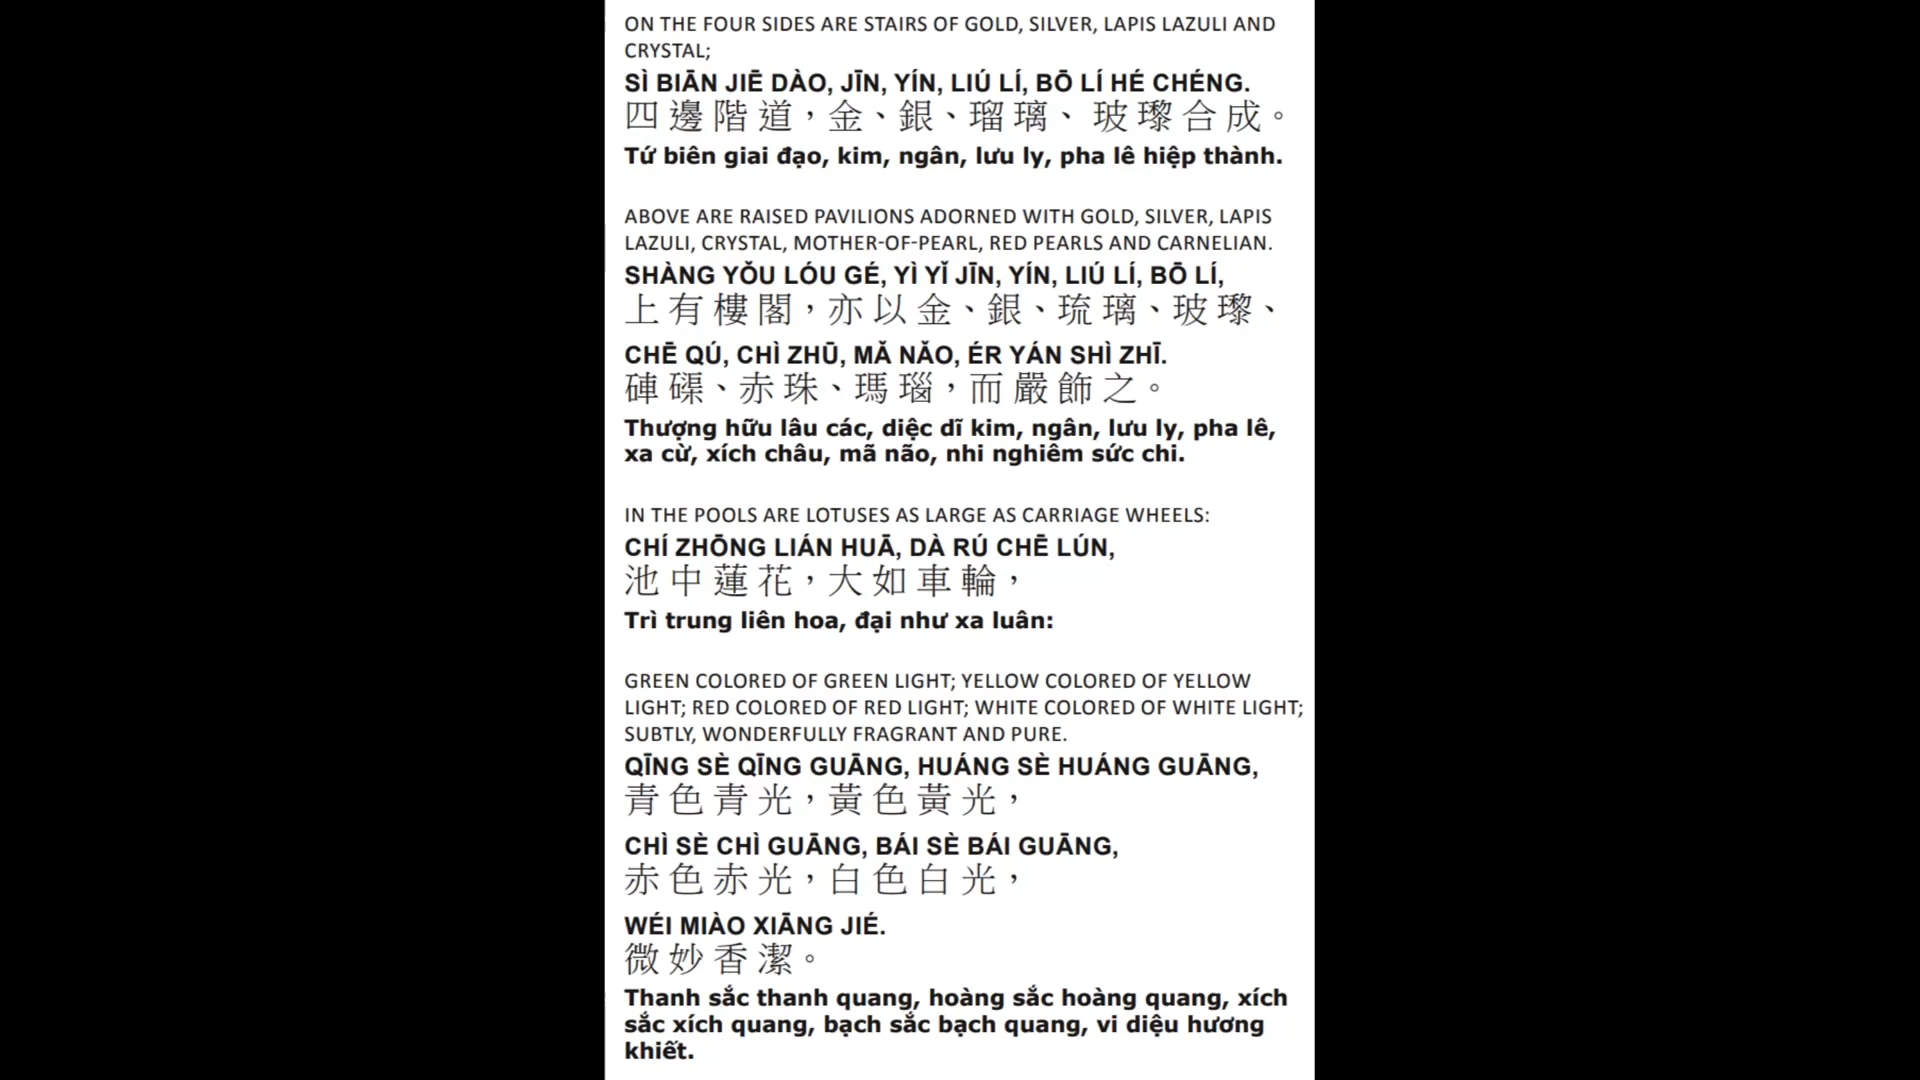 ON THE FOUR SIDES ARE STAIRS OF GOLD, SILVER, LAPIS LAZULI AND
CRYSTAL;
SÌ BIĀN JIĒ DÀO, JĪN, YÍN, LIÚ LÍ, BŌ LÍ HÉ CHÉNG.
四邊階道，金、銀、瑠璃、玻瓈合成。
Tứ biên giai đạo, kim, ngân, lưu ly, pha lê hiệp thành.
ABOVE ARE RAISED PAVILIONS ADORNED WITH GOLD, SILVER, LAPIS
LAZULI, CRYSTAL, MOTHER-OF-PEARL, RED PEARLS AND CARNELIAN.
SHÀNG YǑU LÓU GÉ, YÌ YǏ JĪN, YÍN, LIÚ LÍ, BŌ LÍ,
上有樓閣，亦以金、銀、琉璃、玻瓈、
CHĒ QÚ, CHÌ ZHŪ, MǍ NǍO, ÉR YÁN SHÌ ZHĪ.
硨磲、赤珠、瑪瑙，而嚴飾之。
Thượng hữu lâu các, diệc dĩ kim, ngân, lưu ly, pha lê,
xa cừ, xích châu, mã não, nhi nghiêm sức chi.
IN THE POOLS ARE LOTUSES AS LARGE AS CARRIAGE WHEELS:
CHÍ ZHŌNG LIÁN HUĀ, DÀ RÚ CHĒ LÚN,
池中蓮花，大如車輪，
Trì trung liên hoa, đại như xa luân:
GREEN COLORED OF GREEN LIGHT; YELLOW COLORED OF YELLOW
LIGHT; RED COLORED OF RED LIGHT; WHITE COLORED OF WHITE LIGHT;
SUBTLY, WONDERFULLY FRAGRANT AND PURE.
QĪNG SÈ QĪNG GUĀNG, HUÁNG SÈ HUÁNG GUĀNG,
青色青光，黃色黃光，
CHÌ SÈ CHÌ GUĀNG, BÁI SÈ BÁI GUĀNG,
赤色赤光，白色白光，
WÉI MIÀO XIĀNG JIÉ.
微妙香潔。
Thanh sắc thanh quang, hoàng sắc hoàng quang, xích
sắc xích quang, bạch sắc bạch quang, vi diệu hương
khiết.